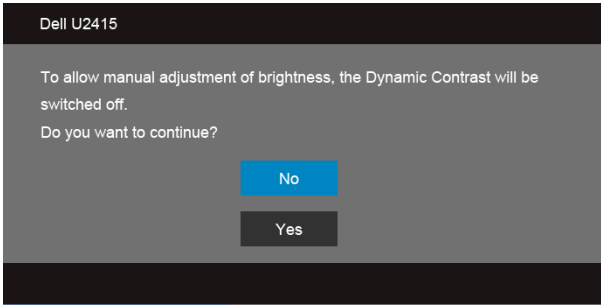 Dell U2415
To allow manual adjustment of brightness, the Dynamic Contrast will be
switched off.
Do you want to continue?
No
Yes